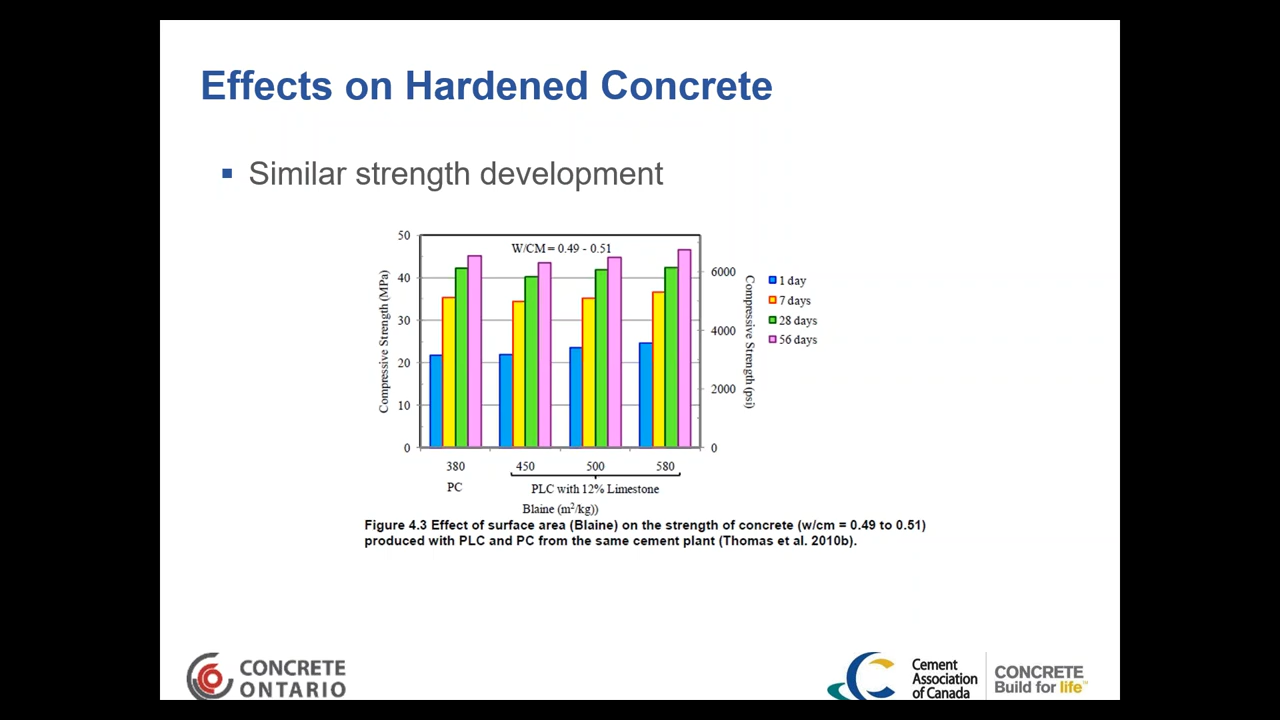 Effects on Hardened Concrete
▪ Similar strength development
50
40
30
20
10
0
Compressive Strength (MPa)
W/CM = 0.49 - 0.51
6000
4000
2000
0
Compressive Strength (psi)
1 day
7 days
28 days
56 days
380 450 500 580
PC PLC with 12% Limestone
Blaine (m²/kg))
Figure 4.3 Effect of surface area (Blaine) on the strength of concrete (w/cm = 0.49 to 0.51)
produced with PLC and PC from the same cement plant (Thomas et al. 2010b).
CONCRETE
ONTARIO
Cement
Association
of Canada
CONCRETE
Build for life™